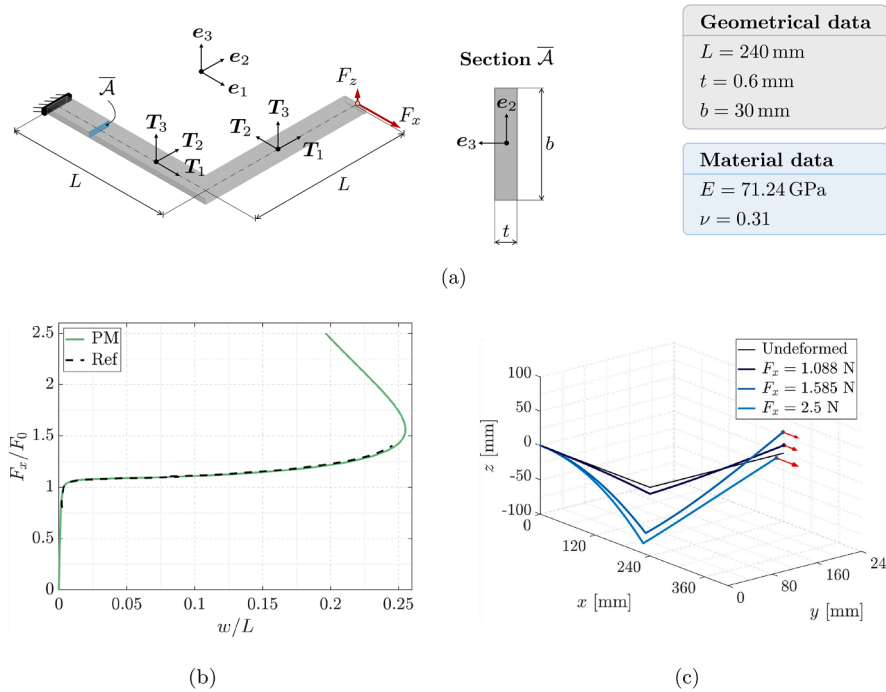 e3
e2
e1
A̅
T3
T2
T1
T3
T2
T1
Fz
Fx
L
L
Section A̅
e2
e3
b
t
Geometrical data
L = 240 mm
t = 0.6 mm
b = 30 mm
Material data
E = 71.24 GPa
ν = 0.31
(a)
PM
Ref
2.5
2.0
1.5
1.0
0.5
0
Fx/F0
0
0.05
0.1
0.15
0.2
0.25
w/L
(b)
Undeformed
Fx = 1.088 N
Fx = 1.585 N
Fx = 2.5 N
100
50
0
-50
-100
z [mm]
0
120
240
360
x [mm]
0
80
160
24
y [mm]
(c)